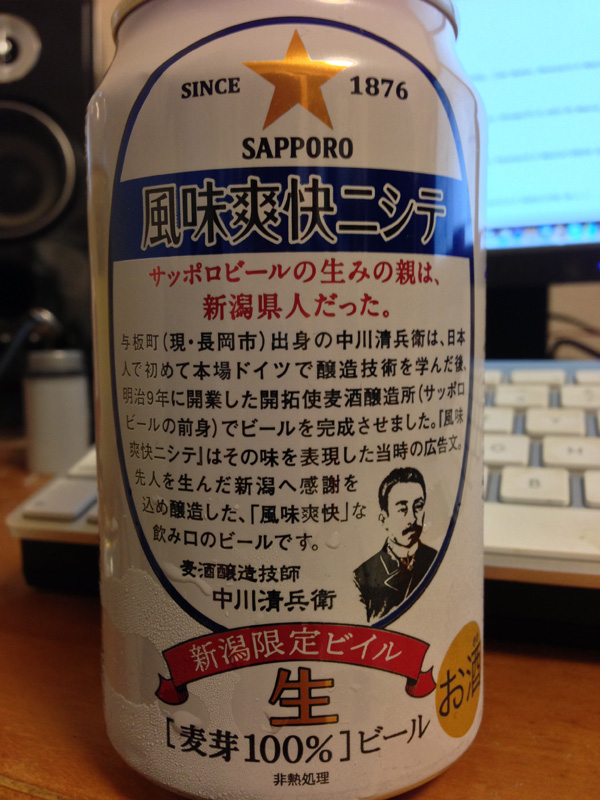 SINCE 1876
SAPPORO
風味爽快ニシテ
サッポロビールの生みの親は、
新潟県人だった。
与板町(現・長岡市)出身の中川清兵衛は、日本
人で初めて本場ドイツで醸造技術を学んだ後、
明治9年に開業した開拓使麦酒醸造所(サッポロ
ビールの前身)でビールを完成させました。『風味
爽快ニシテ』はその味を表現した当時の広告文。
先人を生んだ新潟へ感謝を
込め醸造した、「風味爽快」な
飲み口のビールです。
麦酒醸造技師
中川清兵衛
新潟限定ビイル
生
お酒
[麦芽100%]ビール
非熱処理
B